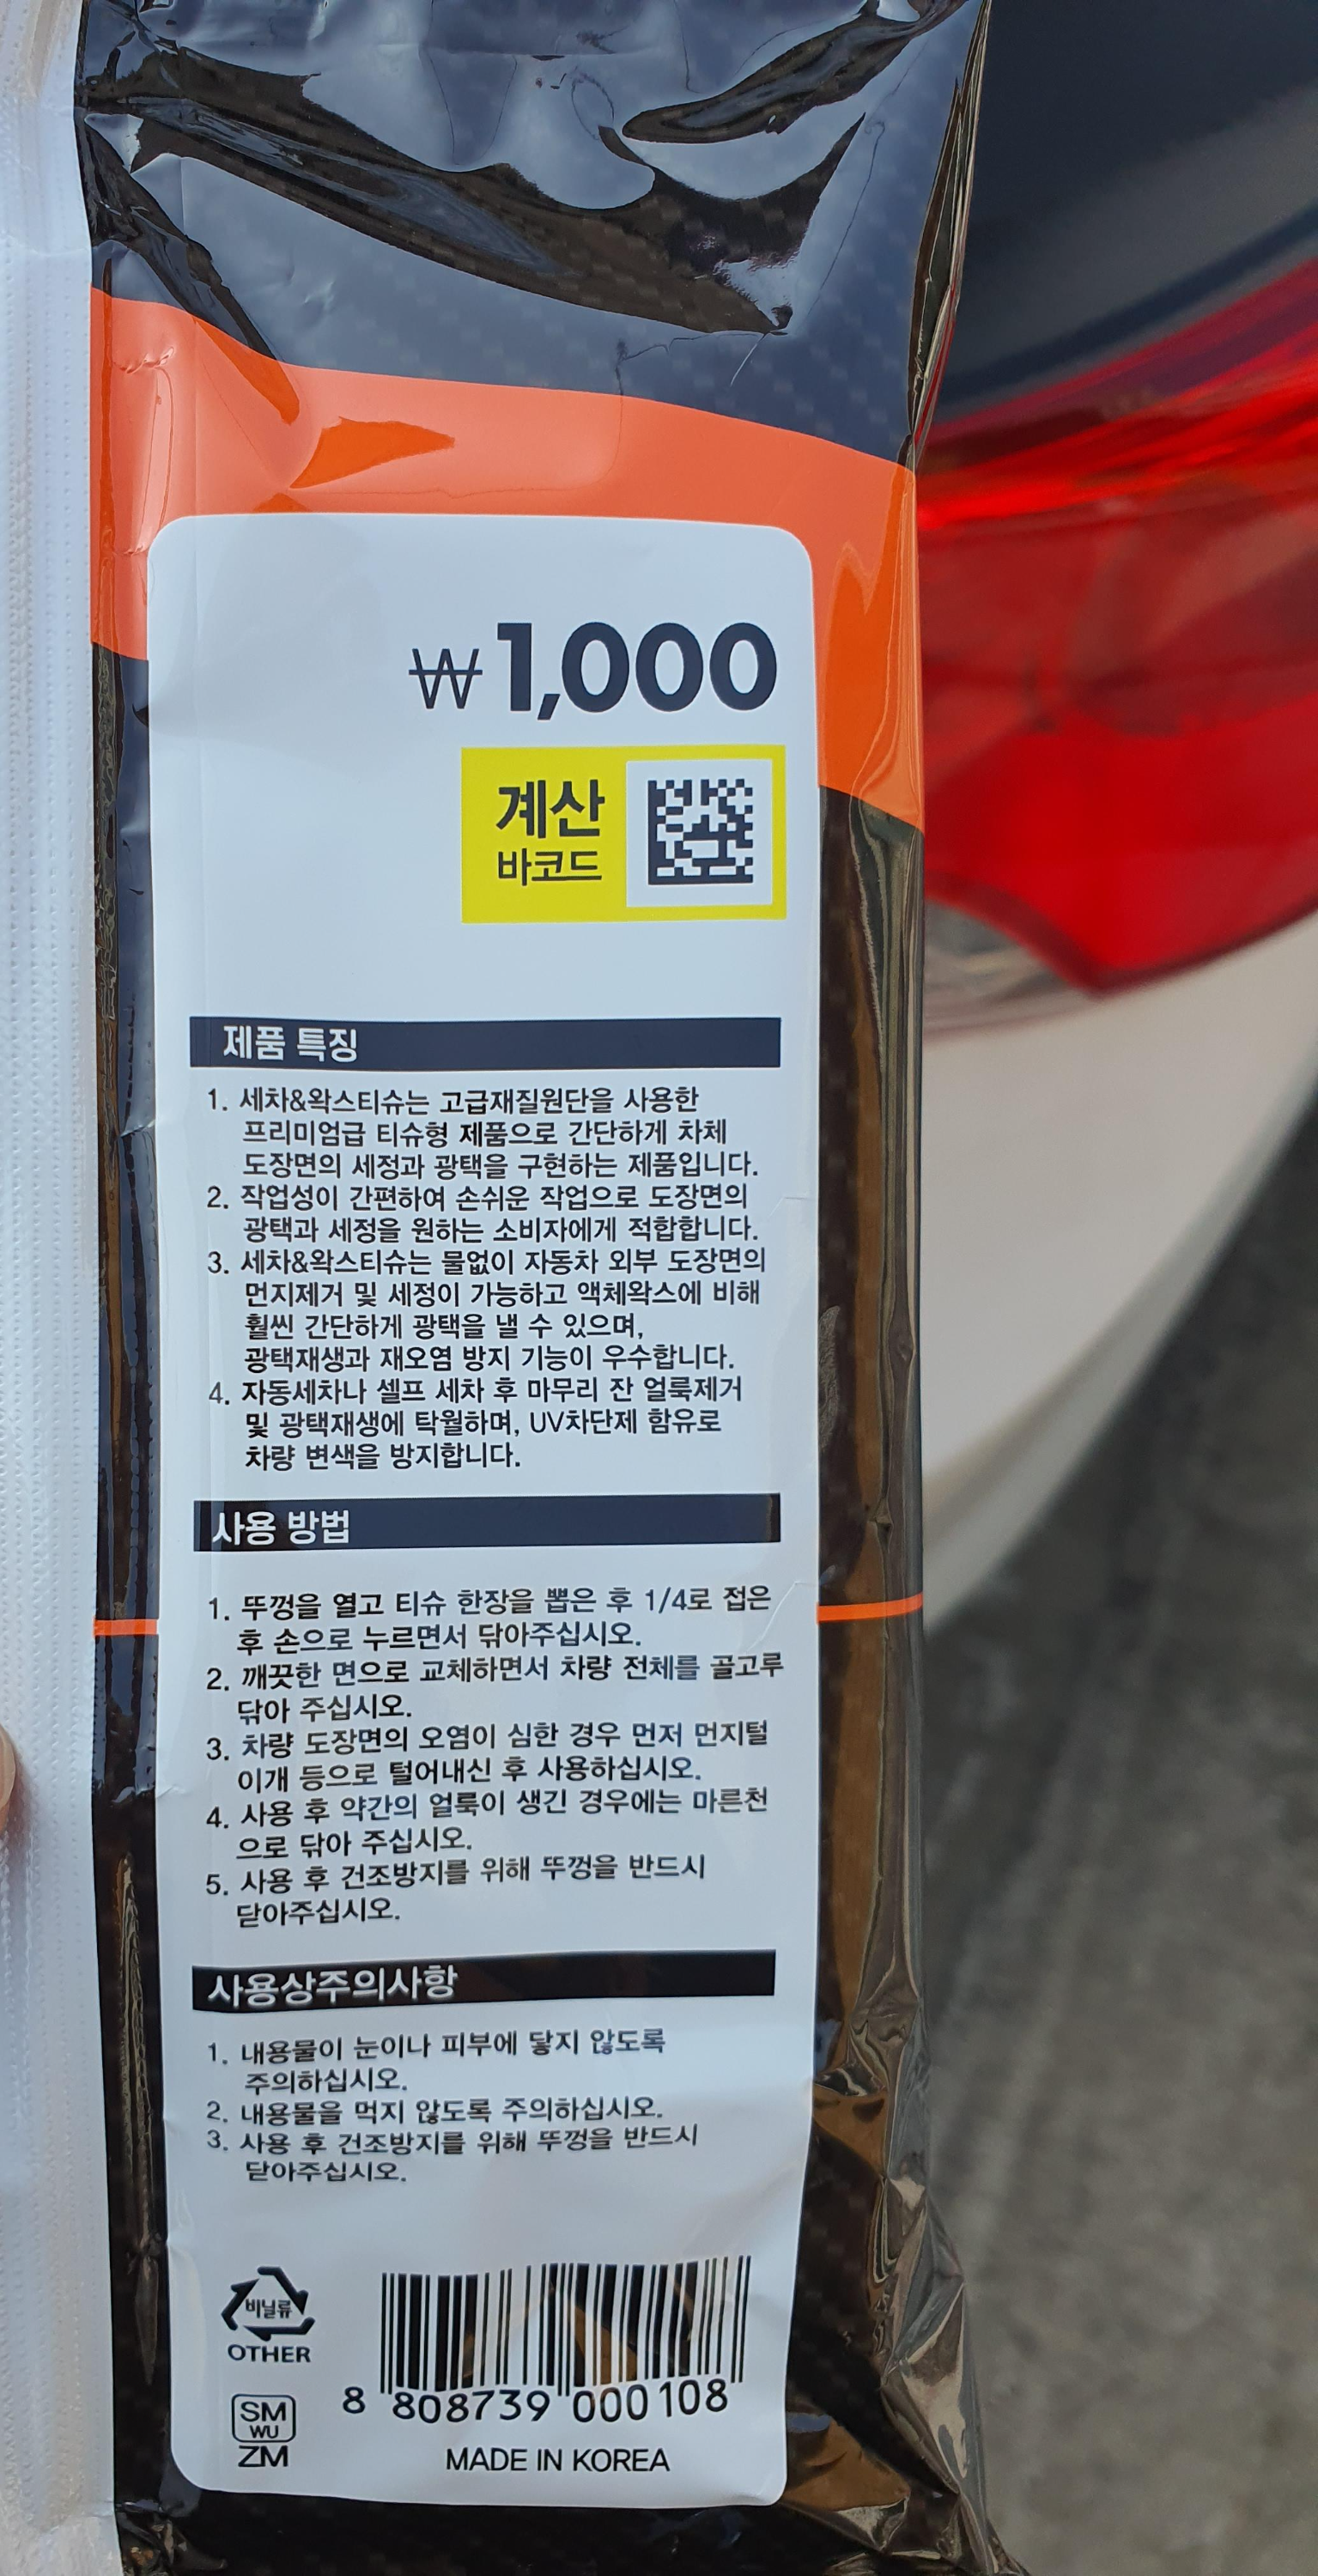 ₩1,000
계산
바코드
제품 특징
1. 세차&왁스티슈는 고급재질원단을 사용한
프리미엄급 티슈형 제품으로 간단하게 차체
도장면의 세정과 광택을 구현하는 제품입니다.
2. 작업성이 간편하여 손쉬운 작업으로 도장면의
광택과 세정을 원하는 소비자에게 적합합니다.
3. 세차&왁스티슈는 물없이 자동차 외부 도장면의
먼지제거 및 세정이 가능하고 액체왁스에 비해
훨씬 간단하게 광택을 낼 수 있으며,
광택재생과 재오염 방지 기능이 우수합니다.
4. 자동세차나 셀프 세차 후 마무리 잔 얼룩제거
및 광택재생에 탁월하며, UV차단제 함유로
차량 변색을 방지합니다.
사용 방법
1. 뚜껑을 열고 티슈 한장을 뽑은 후 1/4로 접은
후 손으로 누르면서 닦아주십시오.
2. 깨끗한 면으로 교체하면서 차량 전체를 골고루
닦아 주십시오.
3. 차량 도장면의 오염이 심한 경우 먼저 먼지털
이개 등으로 털어내신 후 사용하십시오.
4. 사용 후 약간의 얼룩이 생긴 경우에는 마른천
으로 닦아 주십시오.
5. 사용 후 건조방지를 위해 뚜껑을 반드시
닫아주십시오.
사용상주의사항
1. 내용물이 눈이나 피부에 닿지 않도록
주의하십시오.
2. 내용물을 먹지 않도록 주의하십시오.
3. 사용 후 건조방지를 위해 뚜껑을 반드시
닫아주십시오.
비닐류
OTHER
8 808739 000108
SM
WU
ZM
MADE IN KOREA